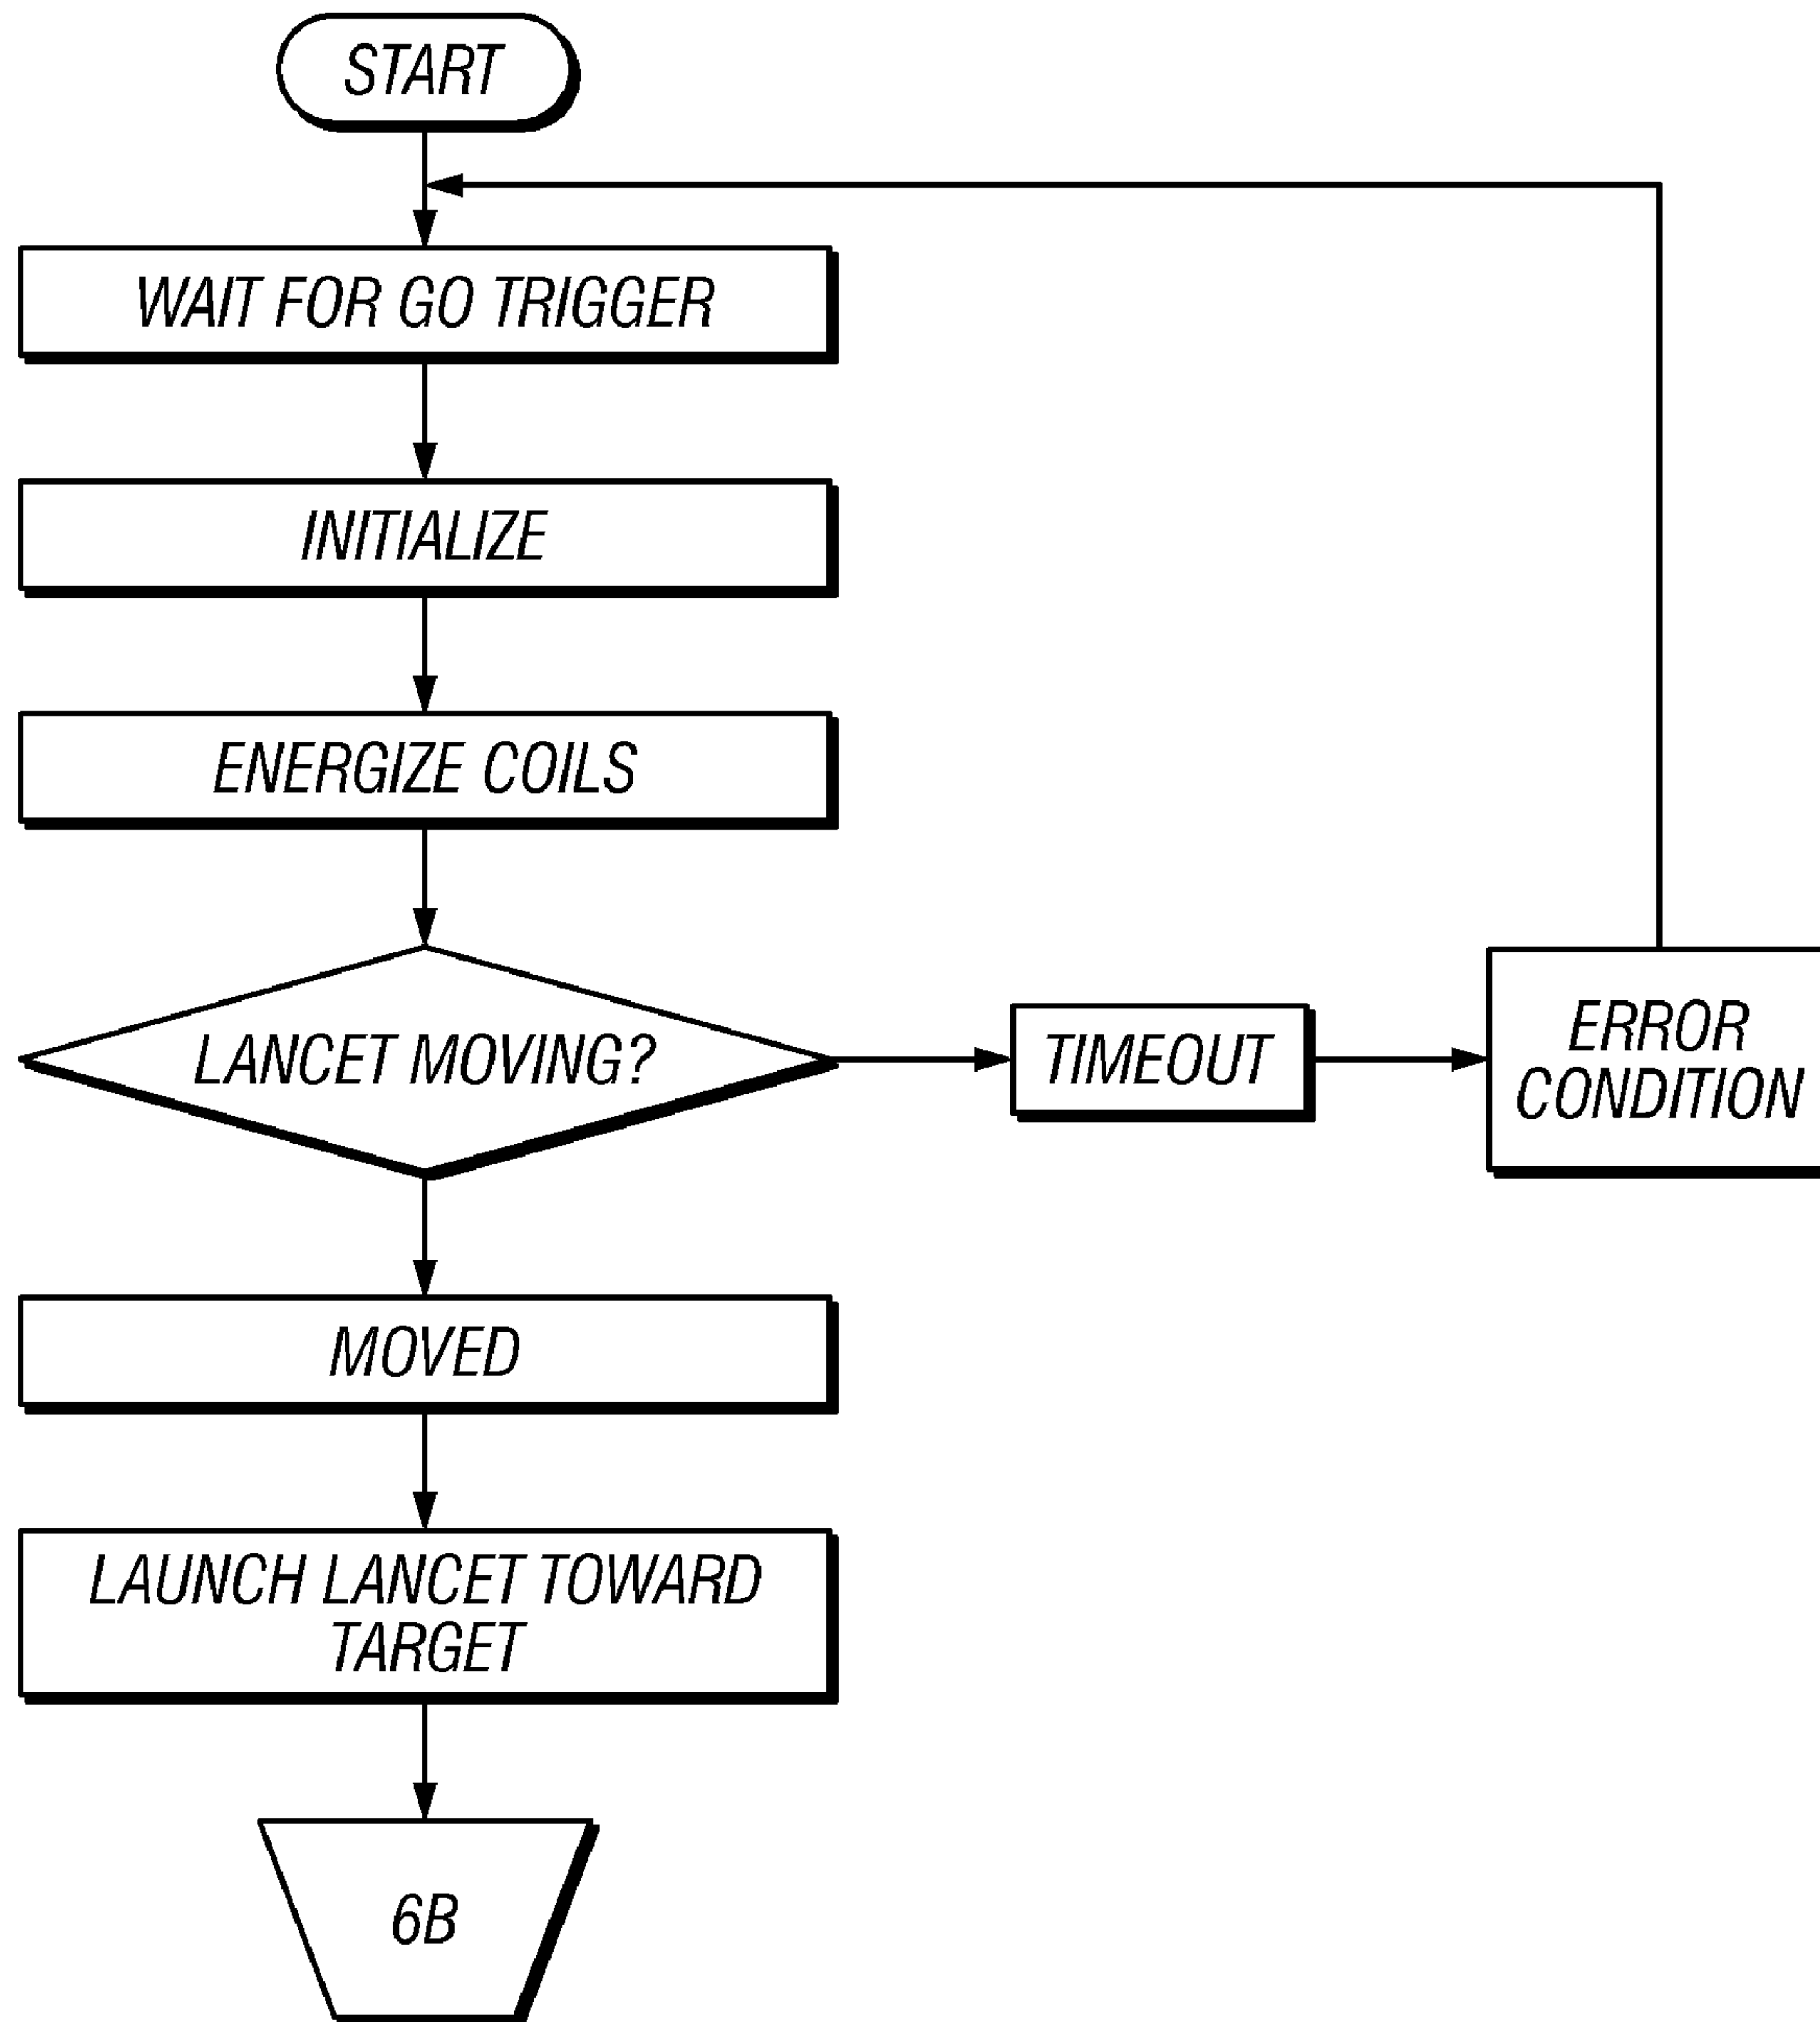 START
WAIT FOR GO TRIGGER
INITIALIZE
ENERGIZE COILS
LANCET MOVING?
TIMEOUT
ERROR
CONDITION
MOVED
LAUNCH LANCET TOWARD
TARGET
6B